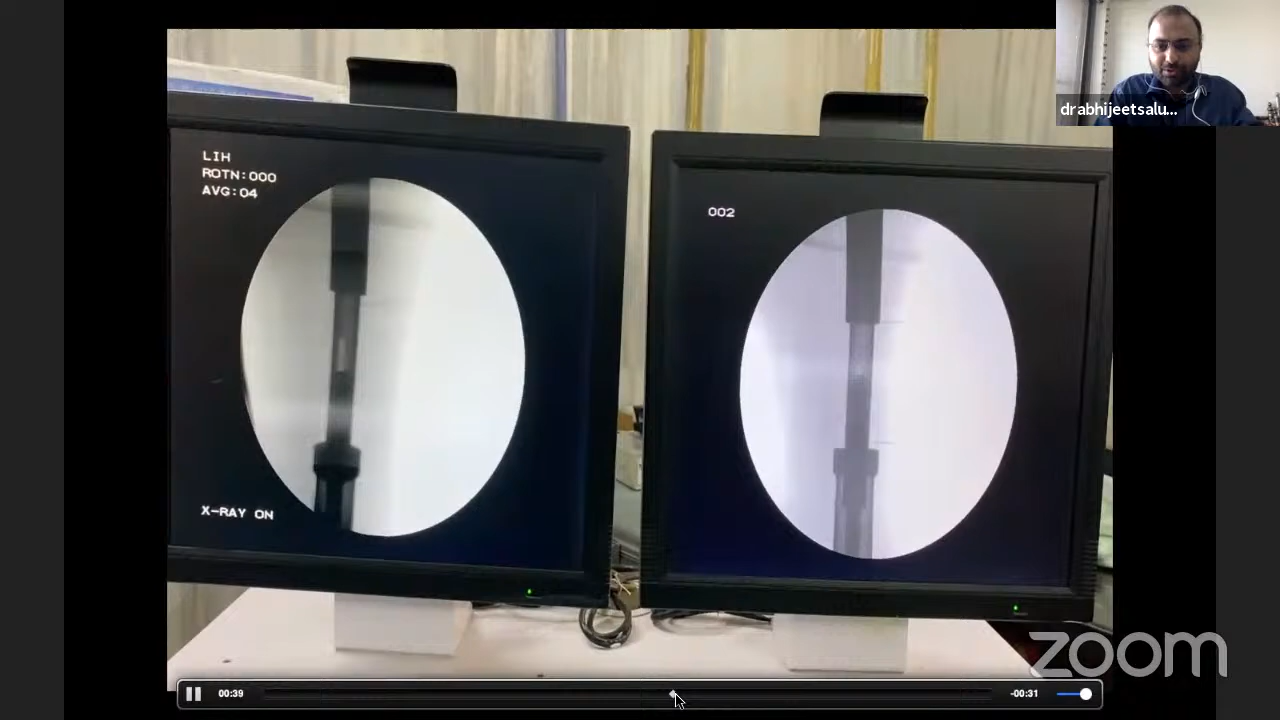 drabhijeetsalu...
LIH
ROTN:000
AVG:04
002
X-RAY ON
zoom
00:39
-00:31